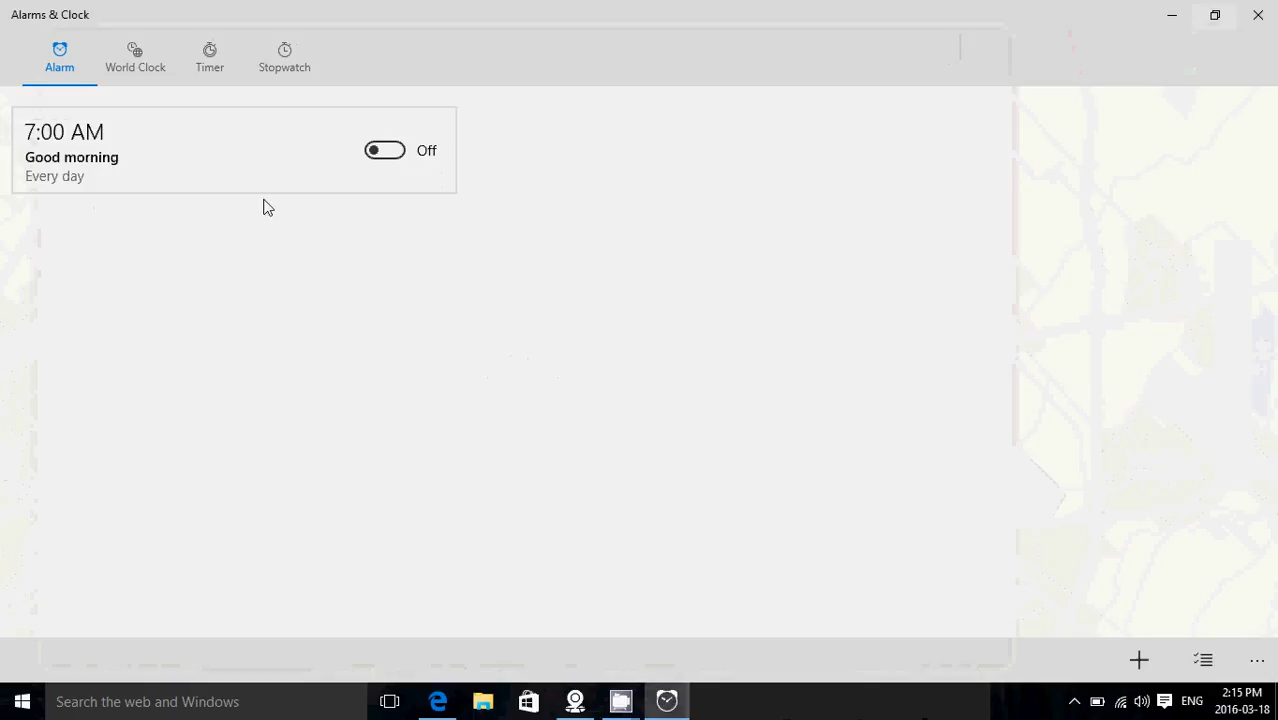 Alarms & Clock
Alarm
World Clock
Timer
Stopwatch
7:00 AM
Good morning
Every day
Off
Search the web and Windows
ENG
2:15 PM
2016-03-18